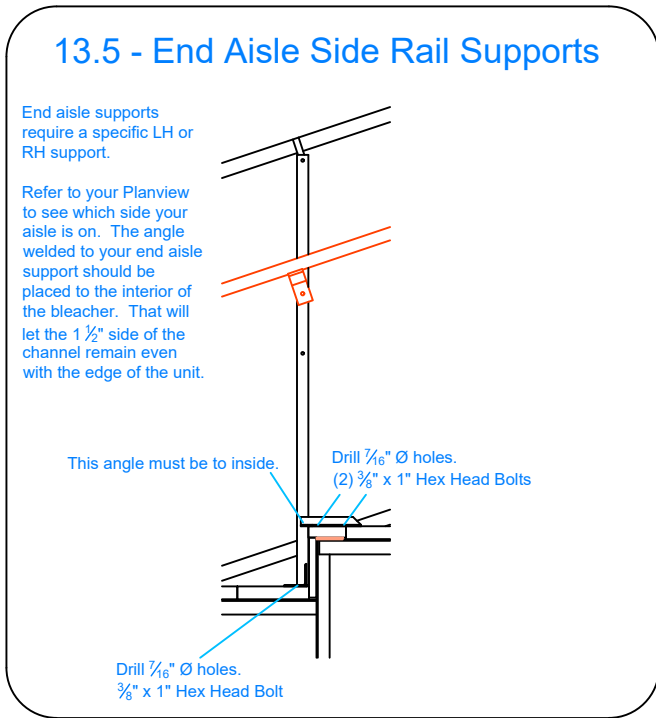 13.5 - End Aisle Side Rail Supports
End aisle supports
require a specific LH or
RH support.
Refer to your Planview
to see which side your
aisle is on.  The angle
welded to your end aisle
support should be
placed to the interior of
the bleacher.  That will
let the 1 ½" side of the
channel remain even
with the edge of the unit.
This angle must be to inside.
Drill 7⁄16" Ø holes.
(2) 3⁄8" x 1" Hex Head Bolts
Drill 7⁄16" Ø holes.
3⁄8" x 1" Hex Head Bolt